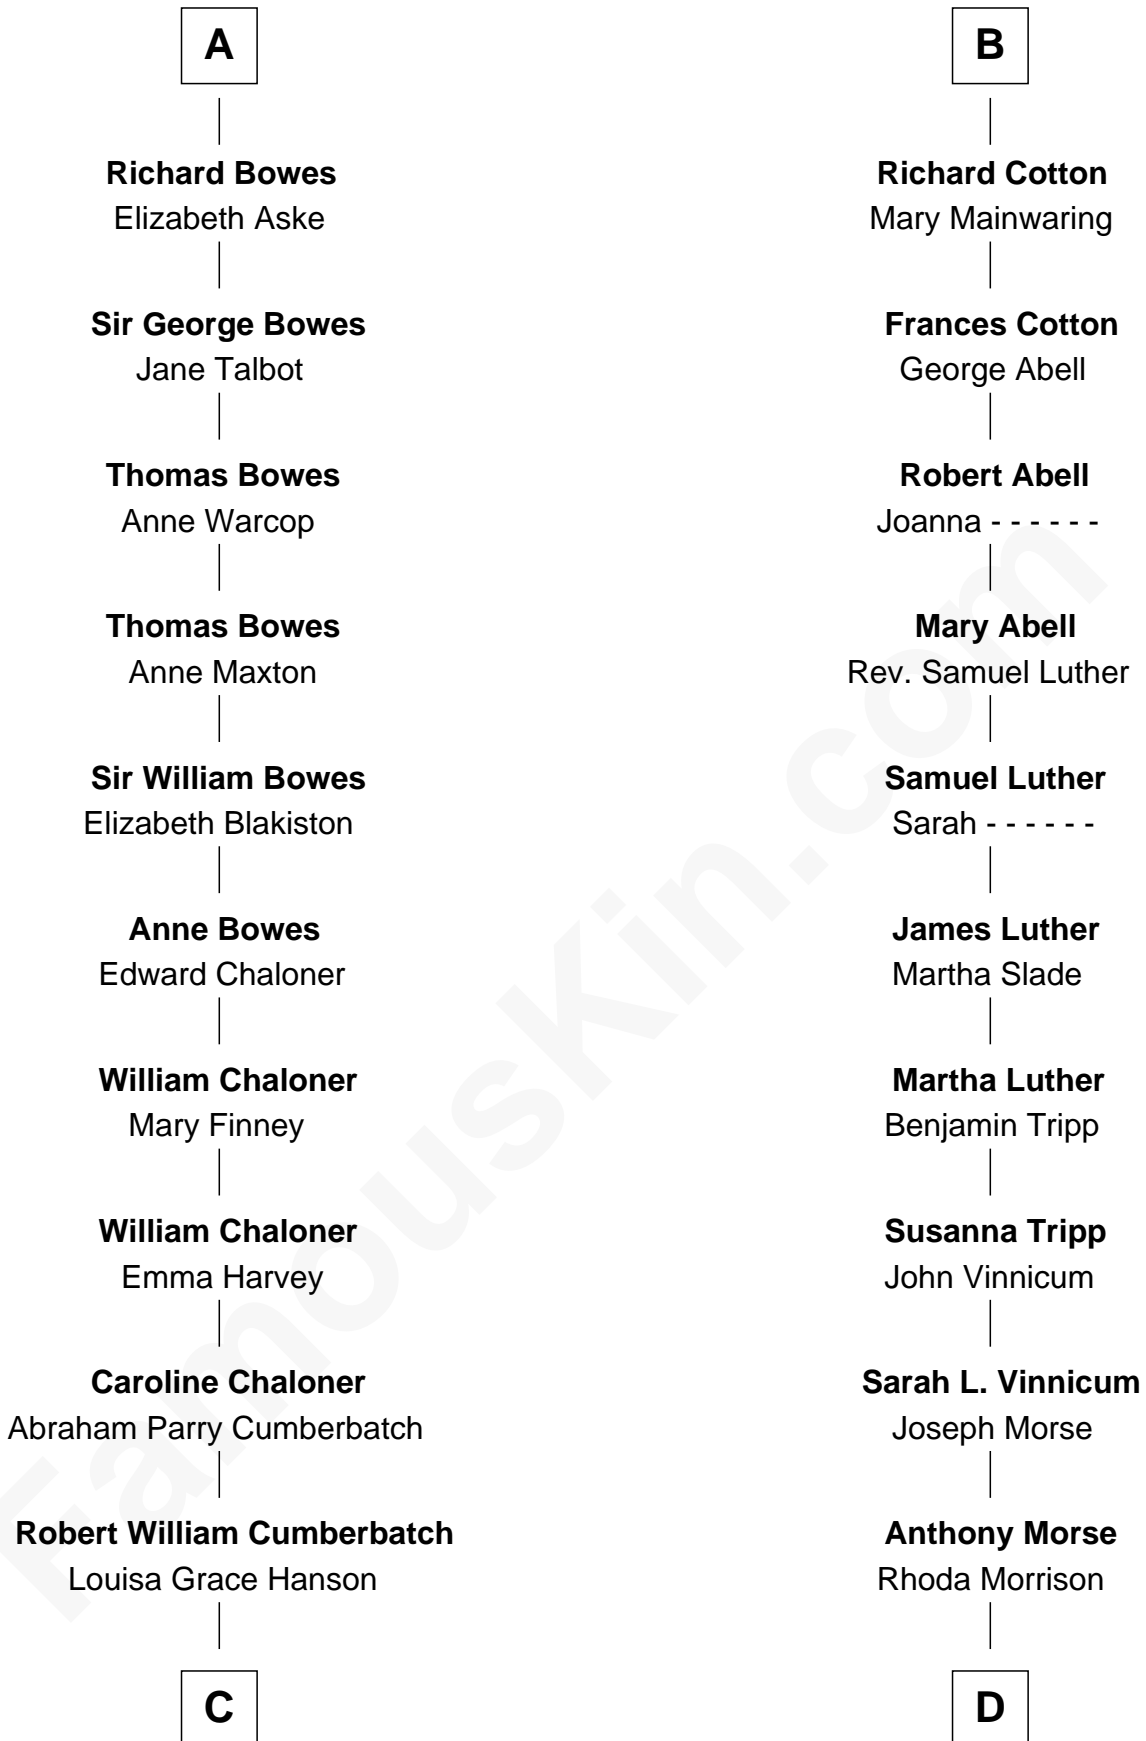 A
Richard Bowes
Elizabeth Aske
Sir George Bowes
Jane Talbot
Thomas Bowes
Anne Warcop
Thomas Bowes
Anne Maxton
Sir William Bowes
Elizabeth Blakiston
Anne Bowes
Edward Chaloner
William Chaloner
Mary Finney
William Chaloner
Emma Harvey
Caroline Chaloner
Abraham Parry Cumberbatch
Robert William Cumberbatch
Louisa Grace Hanson
C
B
Richard Cotton
Mary Mainwaring
Frances Cotton
George Abell
Robert Abell
Joanna - - - - - -
Mary Abell
Rev. Samuel Luther
Samuel Luther
Sarah - - - - - -
James Luther
Martha Slade
Martha Luther
Benjamin Tripp
Susanna Tripp
John Vinnicum
Sarah L. Vinnicum
Joseph Morse
Anthony Morse
Rhoda Morrison
D
FamousKin.com